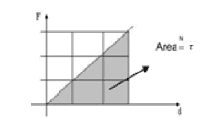 F
Area = N τ
d